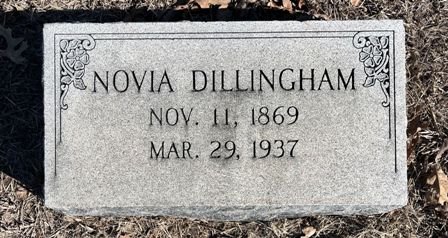 NOVIA DILLINGHAM
NOV. 11, 1869
MAR. 29, 1937